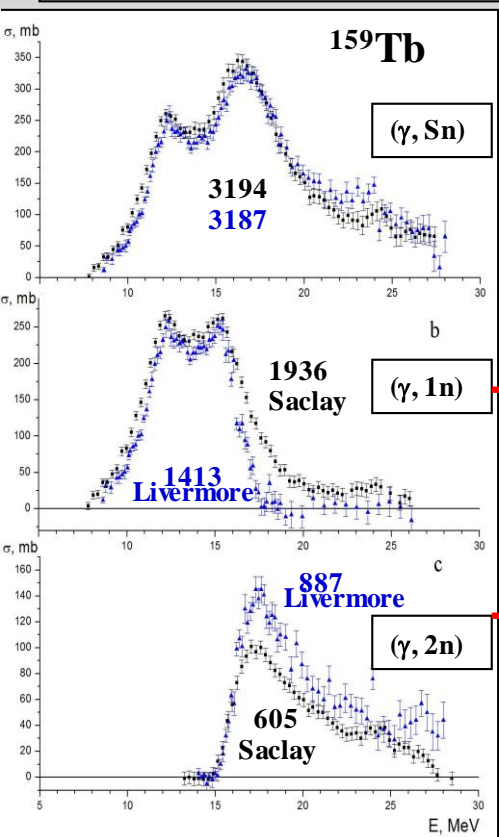 σ, mb
¹⁵⁹Tb
350
300
250
200
150
100
50
0
(γ, Sn)
3194
3187
10 15 20 25 30
σ, mb
b
250
200
150
100
50
0
(γ, 1n)
1936
Saclay
1413
Livermore
10 15 20 25 30
σ, mb
c
160
140
120
100
80
60
40
20
0
887
Livermore
(γ, 2n)
605
Saclay
5 10 15 20 25 30
E, MeV